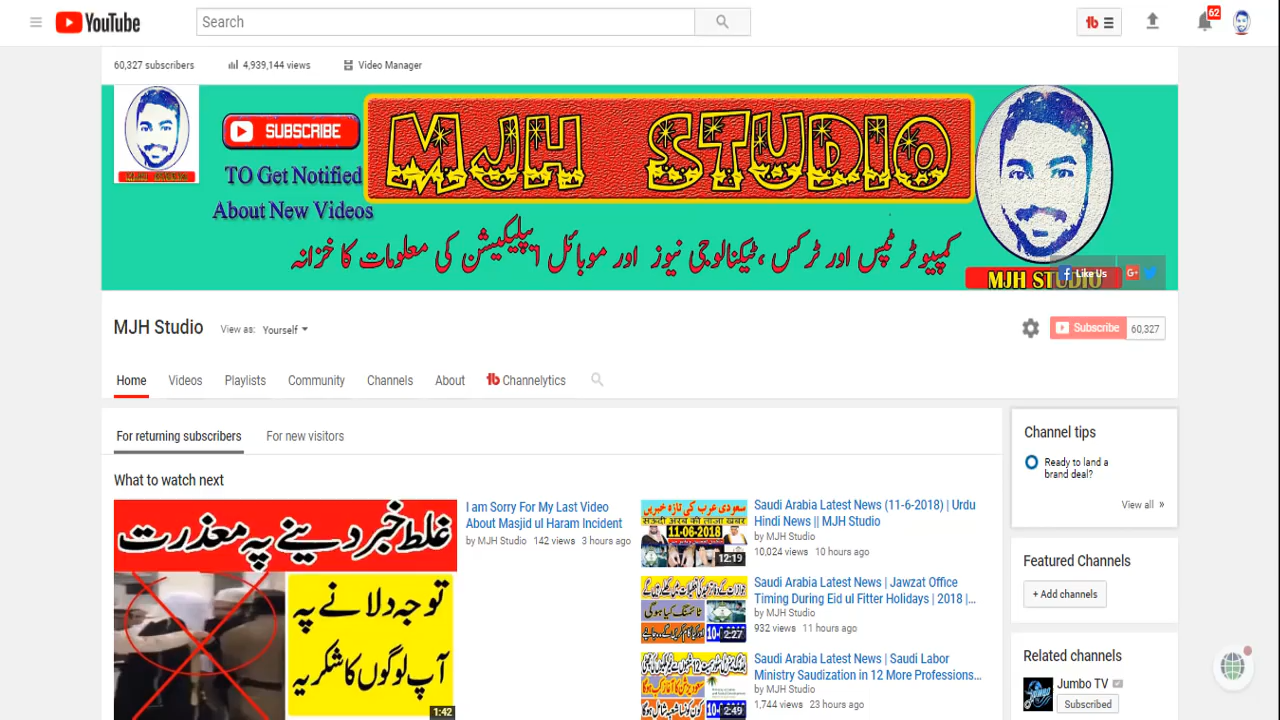 YouTube
Search
62
60,327 subscribers
4,939,144 views
Video Manager
SUBSCRIBE
TO Get Notified
About New Videos
MJH STUDIO
کمپیوٹر ٹپس اور ٹرکس ،ٹیکنالوجی نیوز اور موبائل ایپلیکیشن کی معلومات کا خزانہ
MJH STUDIO
Like Us
G+
MJH Studio
View as: Yourself
Subscribe 60,327
Home
Videos
Playlists
Community
Channels
About
Channelytics
For returning subscribers
For new visitors
What to watch next
غلط خبر دینے پہ معذرت
توجہ دلانے پہ
آپ لوگوں کا شکریہ
1:42
I am Sorry For My Last Video
About Masjid ul Haram Incident
by MJH Studio 142 views 3 hours ago
سعودی عرب کی تازہ خبریں
11-06-2018
12:19
Saudi Arabia Latest News (11-6-2018) | Urdu
Hindi News || MJH Studio
by MJH Studio
10,024 views 10 hours ago
2:27
Saudi Arabia Latest News | Jawzat Office
Timing During Eid ul Fitter Holidays | 2018 |...
by MJH Studio
932 views 11 hours ago
2:49
Saudi Arabia Latest News | Saudi Labor
Ministry Saudization in 12 More Professions...
by MJH Studio
1,744 views 23 hours ago
Channel tips
Ready to land a
brand deal?
View all »
Featured Channels
+ Add channels
Related channels
Jumbo TV
Subscribed